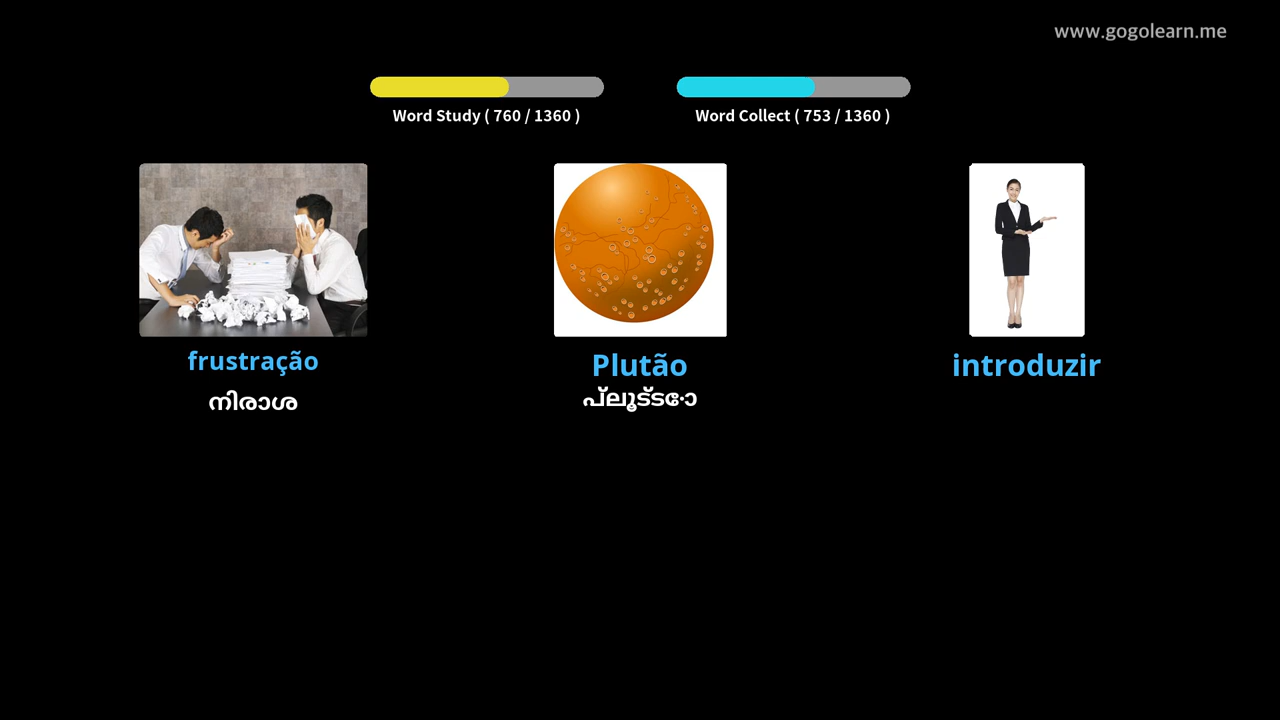 www.gogolearn.me
Word Study ( 760 / 1360 )
Word Collect ( 753 / 1360 )
frustração
Plutão
introduzir
നിരാശ
പ്ലൂട്ടോ